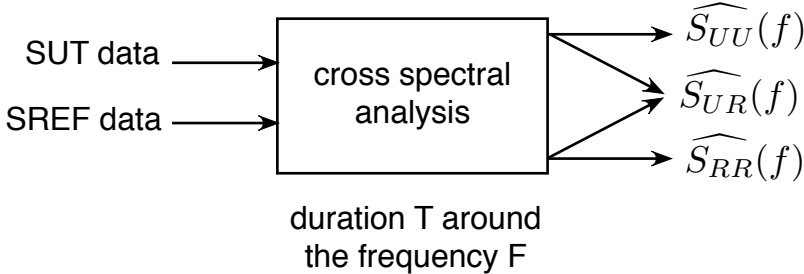 SUT data
SREF data
cross spectral
analysis
$\widehat{S_{UU}}(f)$
$\widehat{S_{UR}}(f)$
$\widehat{S_{RR}}(f)$
duration T around
the frequency F